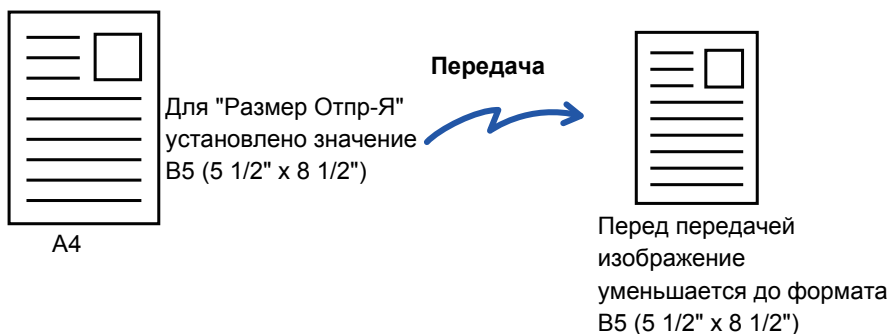 Передача
Для "Размер Отпр-Я"
установлено значение
B5 (5 1/2" x 8 1/2")
A4
Перед передачей
изображение
уменьшается до формата
B5 (5 1/2" x 8 1/2")